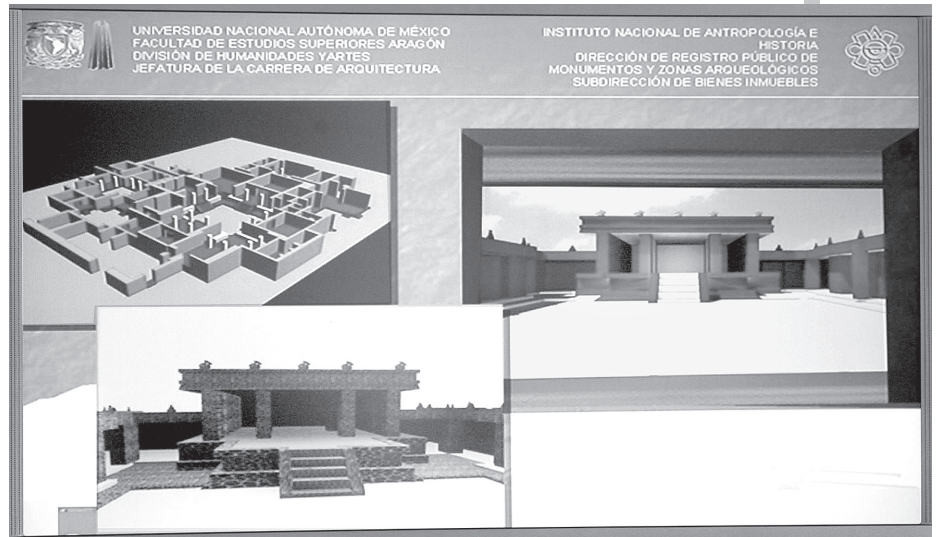 UNIVERSIDAD NACIONAL AUTÓNOMA DE MÉXICO
FACULTAD DE ESTUDIOS SUPERIORES ARAGÓN
DIVISIÓN DE HUMANIDADES YARTES
JEFATURA DE LA CARRERA DE ARQUITECTURA
INSTITUTO NACIONAL DE ANTROPOLOGÍA E
HISTORIA
DIRECCIÓN DE REGISTRO PÚBLICO DE
MONUMENTOS Y ZONAS ARQUEOLÓGICOS
SUBDIRECCIÓN DE BIENES INMUEBLES